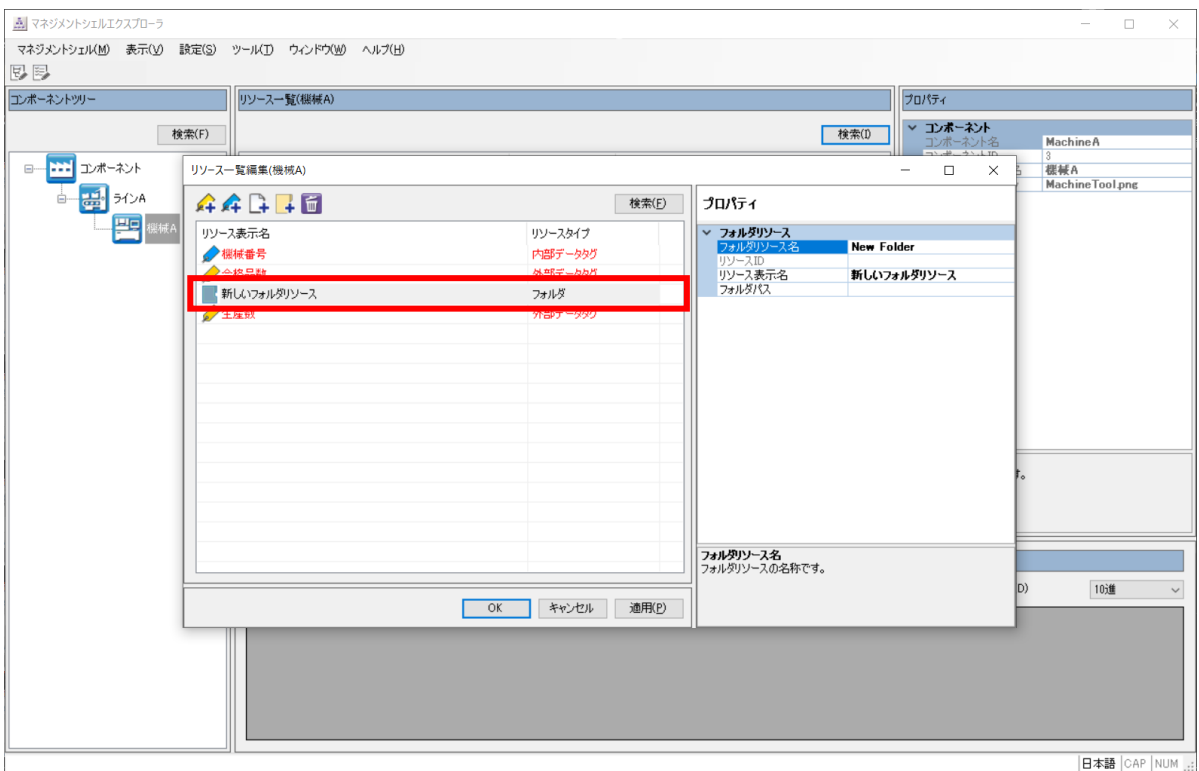 マネジメントシェルエクスプローラ
マネジメントシェル(M) 表示(V) 設定(S) ツール(T) ウィンドウ(W) ヘルプ(H)
コンポーネントツリー
リソース一覧(機械A)
プロパティ
検索(F)
検索(I)
コンポーネント
コンポーネント名 MachineA
コンポーネントID 3
機械A
MachineTool.png
コンポーネント
ラインA
機械A
リソース一覧編集(機械A)
検索(F)
プロパティ
リソース表示名 リソースタイプ
機械番号 内部データタグ
合格品数 外部データタグ
新しいフォルダリソース フォルダ
生産数 外部データタグ
フォルダリソース
フォルダリソース名 New Folder
リソースID
リソース表示名 新しいフォルダリソース
フォルダパス
す。
フォルダリソース名
フォルダリソースの名称です。
OK キャンセル 適用(P)
D) 10進
日本語 CAP NUM